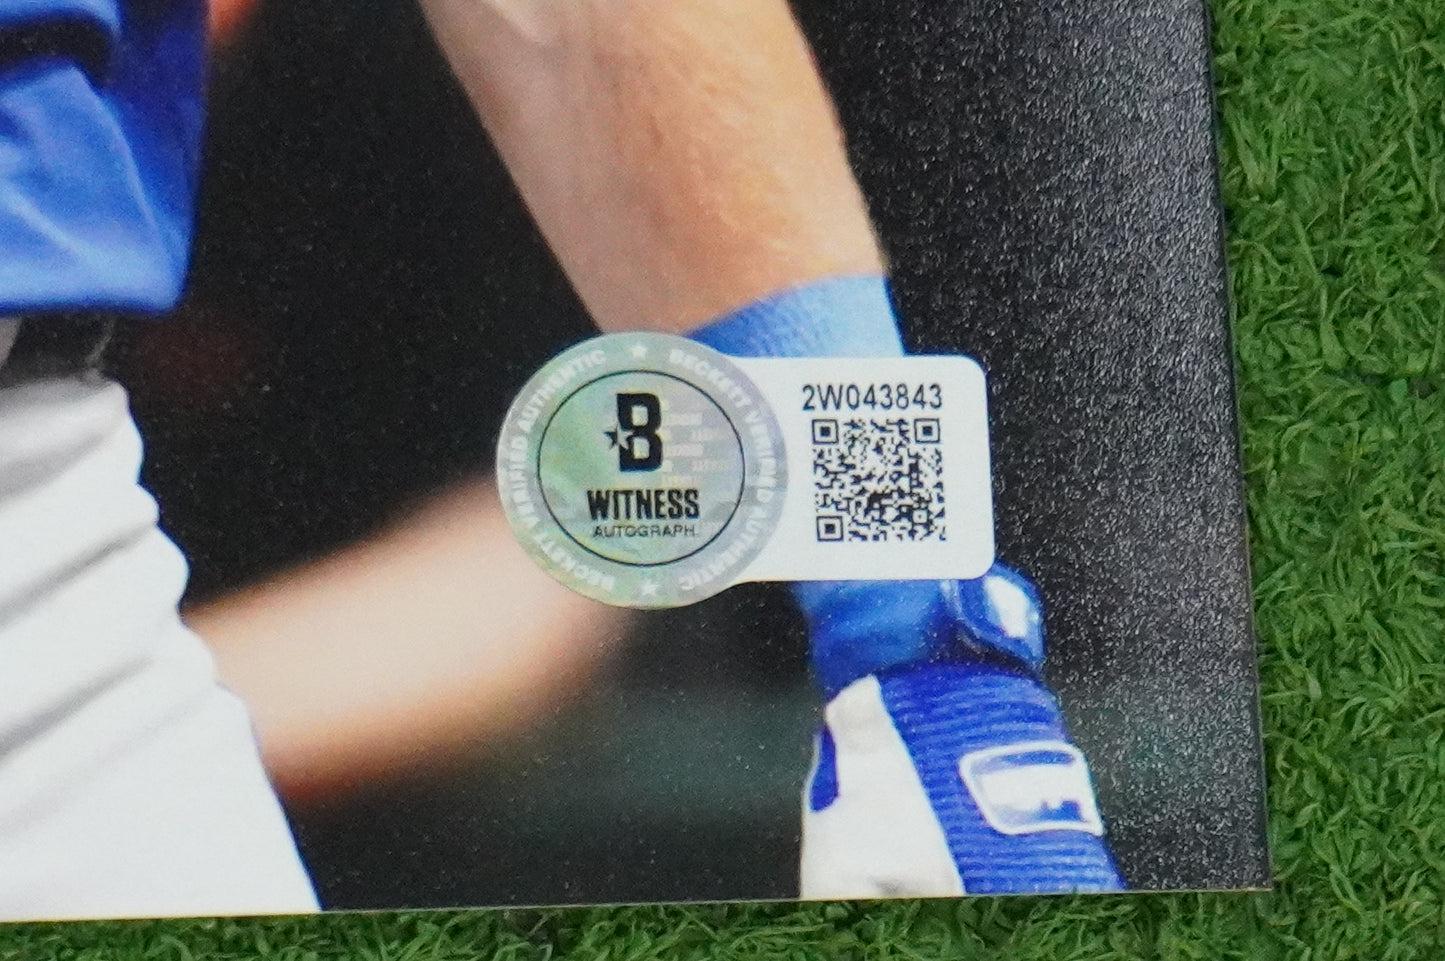 BECKETT VERIFIED AUTHENTIC ★ BECKETT VERIFIED AUTHENTIC ★
B
WITNESS
AUTOGRAPH
2W043843